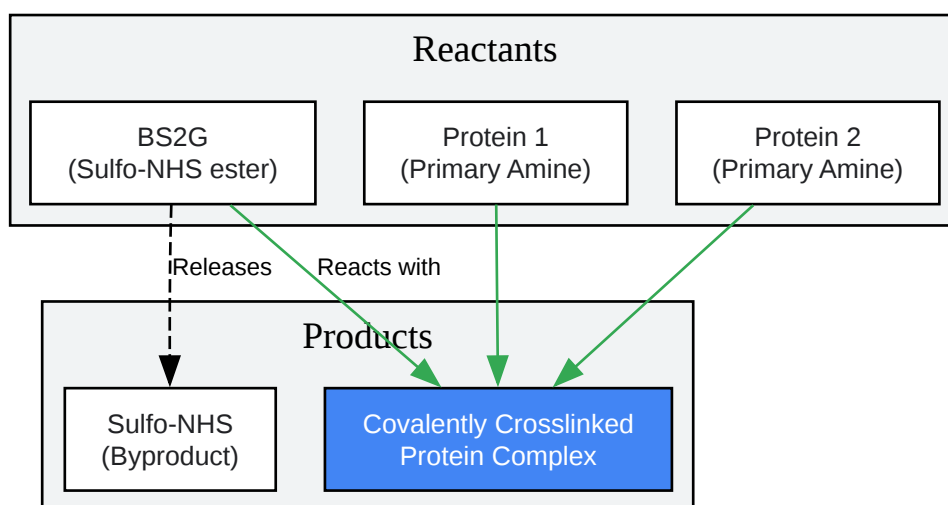 Reactants
BS2G
(Sulfo-NHS ester)
Protein 1
(Primary Amine)
Protein 2
(Primary Amine)
Releases
Reacts with
Products
Sulfo-NHS
(Byproduct)
Covalently Crosslinked
Protein Complex